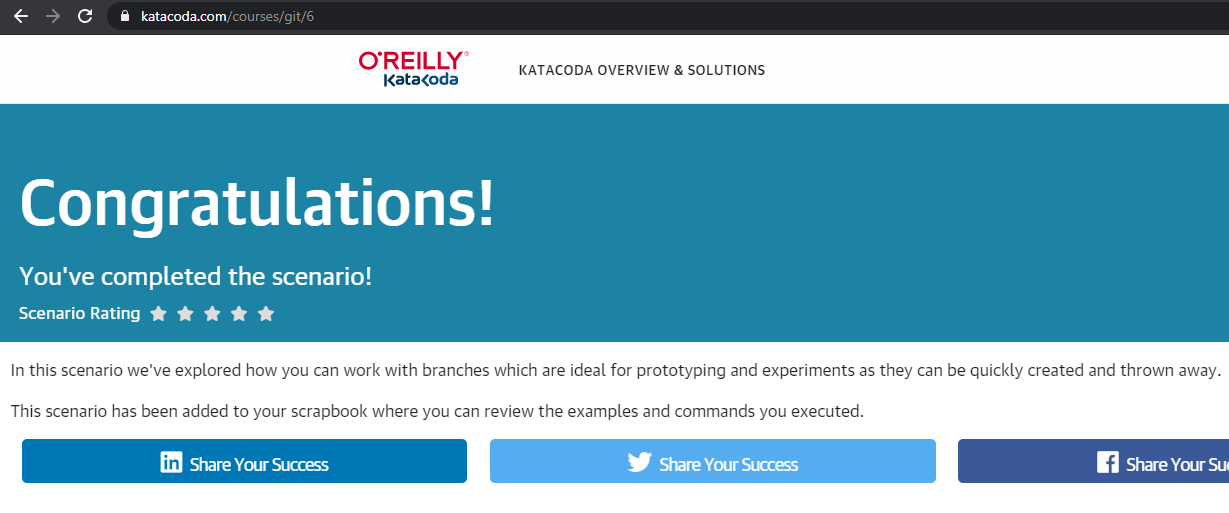 katacoda.com/courses/git/6
O'REILLY®
Katacoda
KATACODA OVERVIEW & SOLUTIONS
Congratulations!
You've completed the scenario!
Scenario Rating
In this scenario we've explored how you can work with branches which are ideal for prototyping and experiments as they can be quickly created and thrown away.
This scenario has been added to your scrapbook where you can review the examples and commands you executed.
in Share Your Success
Share Your Success
f Share Your Suc